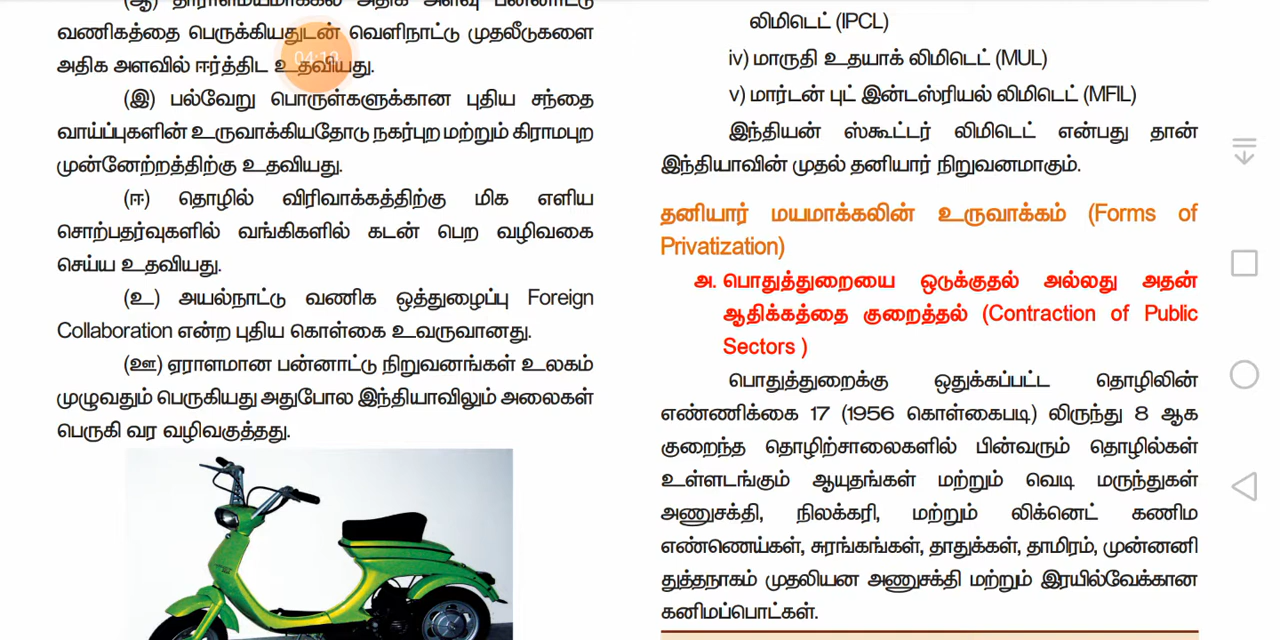 (ஆ) தாராளமயமாக்கல் அதிக அளவு பன்னாட்டு
வணிகத்தை பெருக்கியதுடன் வெளிநாட்டு முதலீடுகளை
அதிக அளவில் ஈர்த்திட உதவியது.
04:19
(இ) பல்வேறு பொருள்களுக்கான புதிய சந்தை
வாய்ப்புகளின் உருவாக்கியதோடு நகர்புற மற்றும் கிராமபுற
முன்னேற்றத்திற்கு உதவியது.
(ஈ) தொழில் விரிவாக்கத்திற்கு மிக எளிய
சொற்பதர்வுகளில் வங்கிகளில் கடன் பெற வழிவகை
செய்ய உதவியது.
(உ) அயல்நாட்டு வணிக ஒத்துழைப்பு Foreign
Collaboration என்ற புதிய கொள்கை உவருவானது.
(ஊ) ஏராளமான பன்னாட்டு நிறுவனங்கள் உலகம்
முழுவதும் பெருகியது அதுபோல இந்தியாவிலும் அலைகள்
பெருகி வர வழிவகுத்தது.
லிமிடெட் (IPCL)
iv) மாருதி உதயாக் லிமிடெட் (MUL)
v) மார்டன் புட் இன்டஸ்ரியல் லிமிடெட் (MFIL)
இந்தியன் ஸ்கூட்டர் லிமிடெட் என்பது தான்
இந்தியாவின் முதல் தனியார் நிறுவனமாகும்.
தனியார் மயமாக்கலின் உருவாக்கம் (Forms of
Privatization)
அ. பொதுத்துறையை ஒடுக்குதல் அல்லது அதன்
ஆதிக்கத்தை குறைத்தல் (Contraction of Public
Sectors )
பொதுத்துறைக்கு ஒதுக்கப்பட்ட தொழிலின்
எண்ணிக்கை 17 (1956 கொள்கைபடி) லிருந்து 8 ஆக
குறைந்த தொழிற்சாலைகளில் பின்வரும் தொழில்கள்
உள்ளடங்கும் ஆயுதங்கள் மற்றும் வெடி மருந்துகள்
அணுசக்தி, நிலக்கரி, மற்றும் லிக்னெட் கணிம
எண்ணெய்கள், சுரங்கங்கள், தாதுக்கள், தாமிரம், முன்னனி
துத்தநாகம் முதலியன அணுசக்தி மற்றும் இரயில்வேக்கான
கனிமப்பொட்கள்.